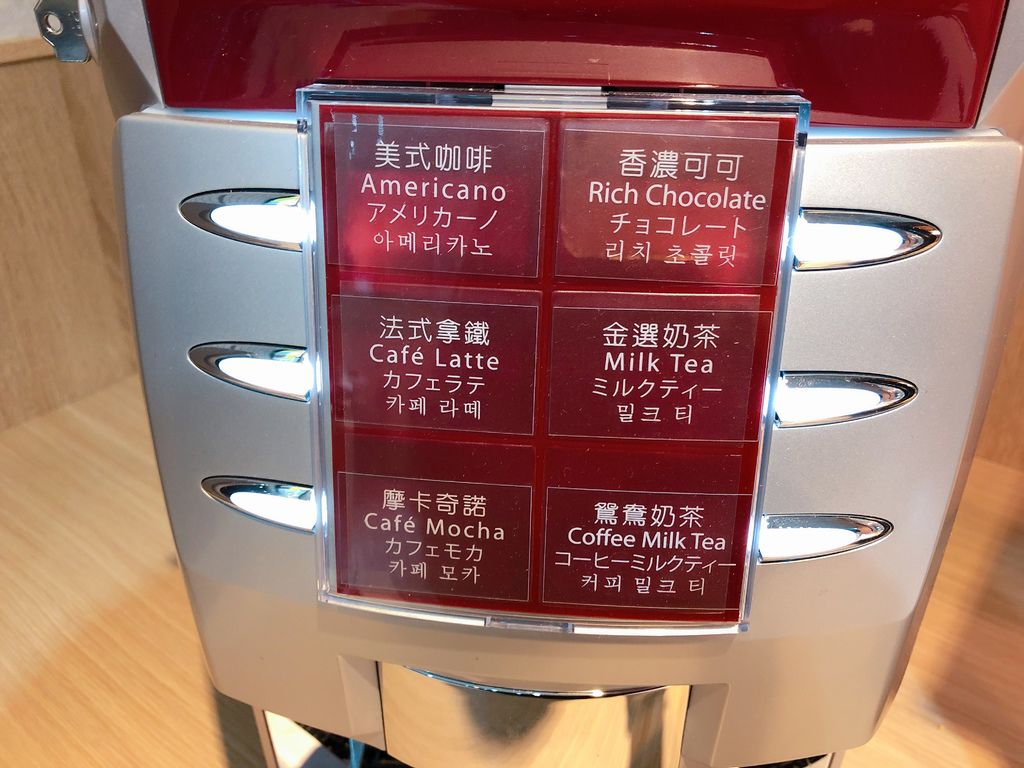 美式咖啡
Americano
アメリカーノ
아메리카노
香濃可可
Rich Chocolate
チョコレート
리치 초콜릿
法式拿鐵
Café Latte
カフェラテ
카페 라떼
金選奶茶
Milk Tea
ミルクティー
밀크 티
摩卡奇諾
Café Mocha
カフェモカ
카페 모카
鴛鴦奶茶
Coffee Milk Tea
コーヒーミルクティー
커피 밀크 티